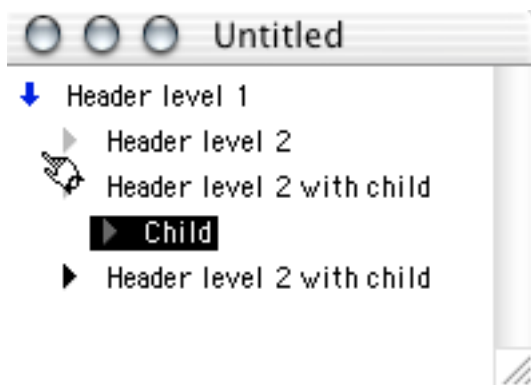 Untitled
Header level 1
Header level 2
Header level 2 with child
Child
Header level 2 with child